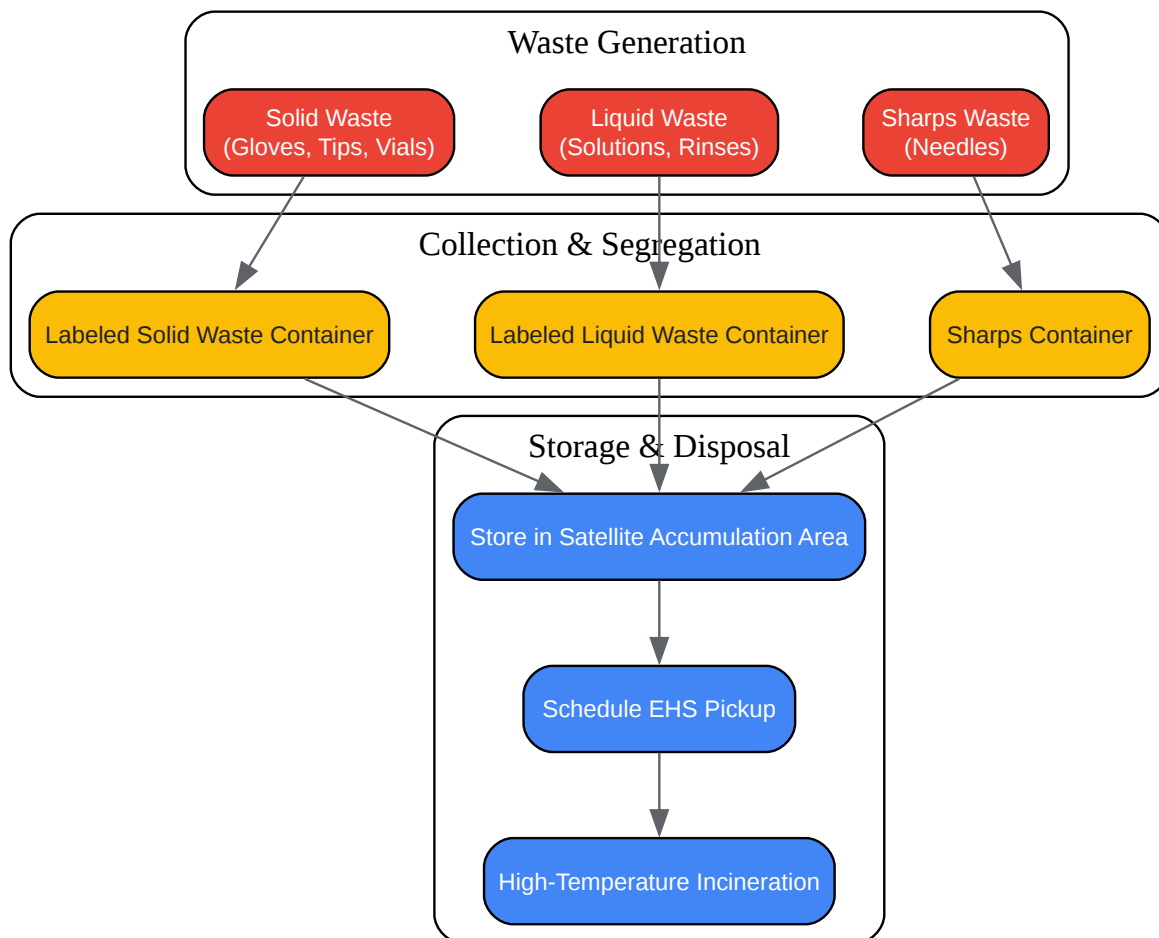 Waste Generation
Solid Waste
(Gloves, Tips, Vials)
Liquid Waste
(Solutions, Rinses)
Sharps Waste
(Needles)
Collection & Segregation
Labeled Solid Waste Container
Labeled Liquid Waste Container
Sharps Container
Storage & Disposal
Store in Satellite Accumulation Area
Schedule EHS Pickup
High-Temperature Incineration